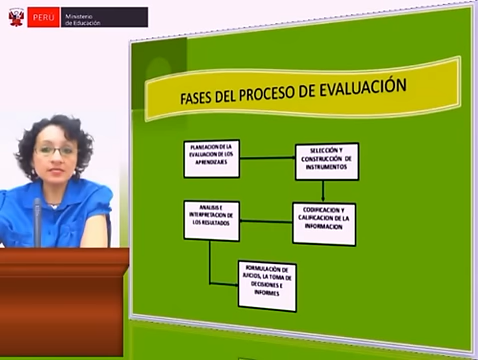 PERÚ
Ministerio
de Educación
FASES DEL PROCESO DE EVALUACIÓN
PLANEACION DE LA
EVALUACION DE LOS
APRENDIZAJES
SELECCIÓN Y
CONSTRUCCIÓN DE
INSTRUMENTOS
ANALISIS E
INTERPRETACION DE
LOS RESULTADOS
CODIFICACION Y
CALIFICACION DE LA
INFORMACION
FORMULACIÓN DE
JUICIOS, LA TOMA DE
DECISIONES E
INFORMES